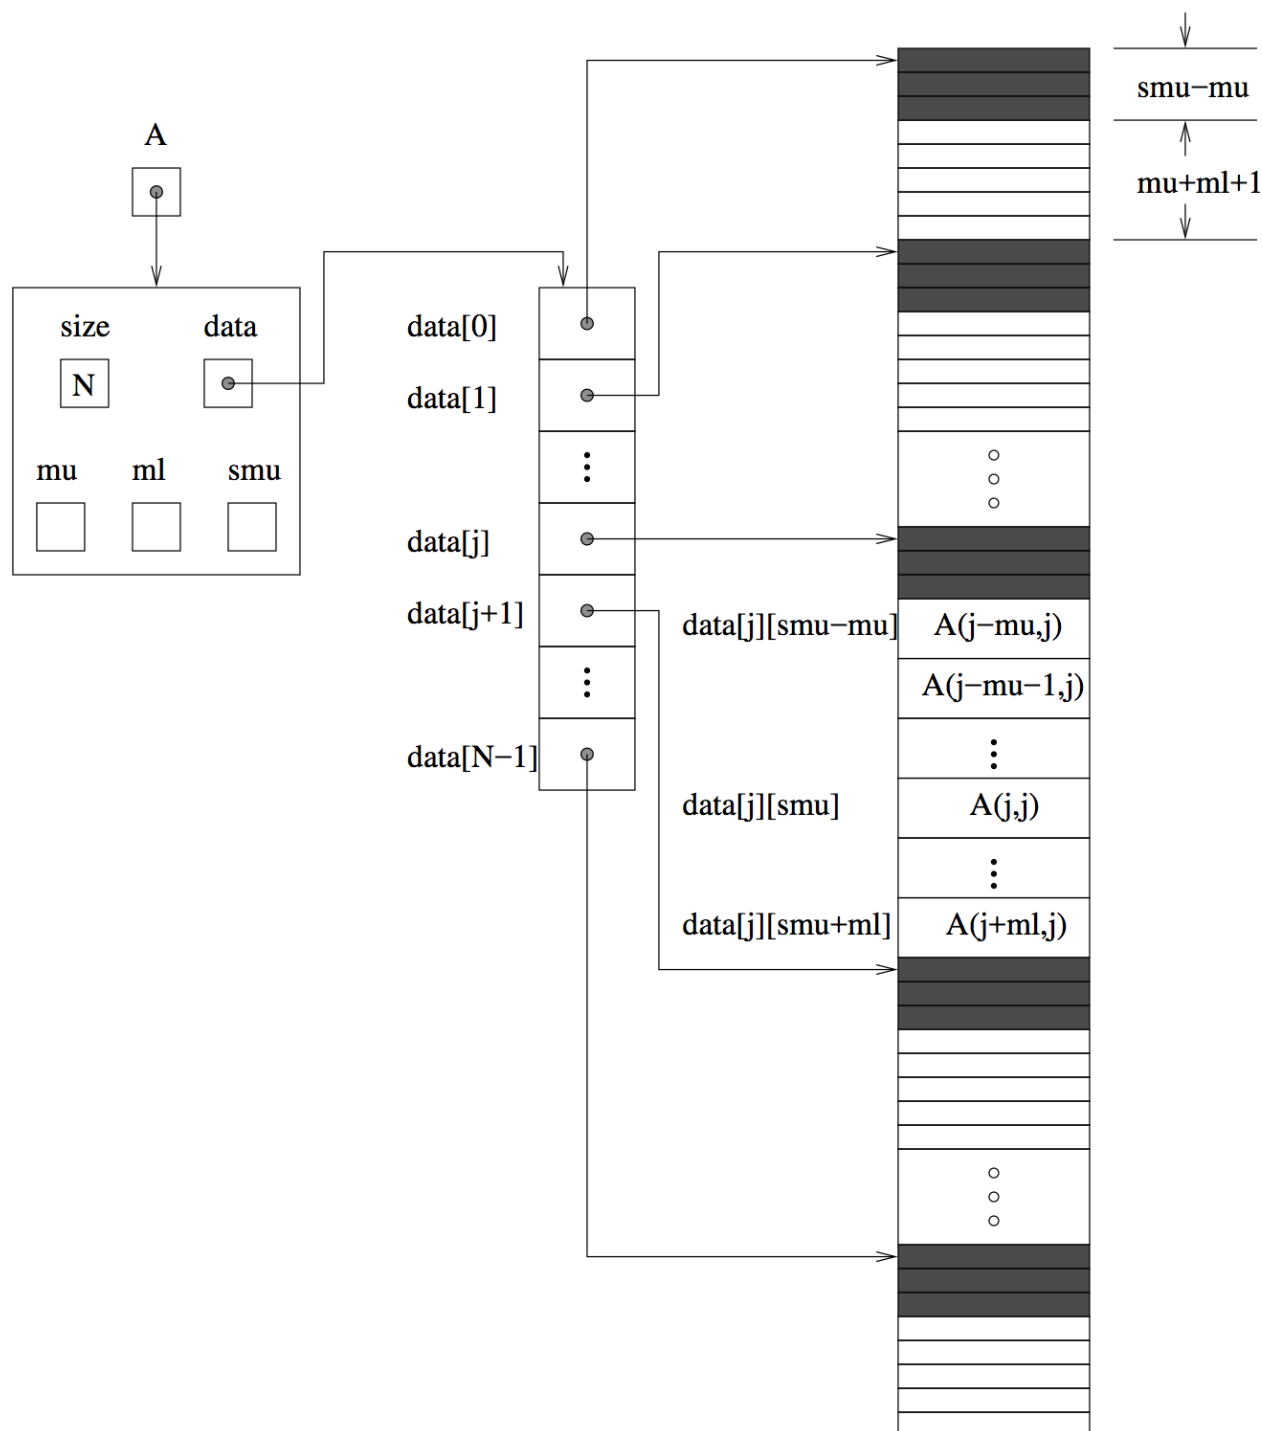 A
size data
N
mu ml smu
data[0]
data[1]
data[j]
data[j+1]
data[N−1]
data[j][smu−mu]
data[j][smu]
data[j][smu+ml]
A(j−mu,j)
A(j−mu−1,j)
A(j,j)
A(j+ml,j)
smu−mu
mu+ml+1